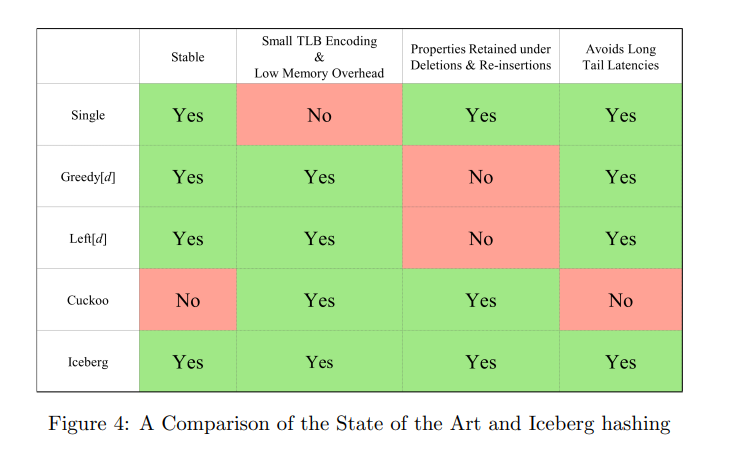 Stable
Small TLB Encoding
&
Low Memory Overhead
Properties Retained under
Deletions & Re-insertions
Avoids Long
Tail Latencies
Single Yes No Yes Yes
Greedy[d] Yes Yes No Yes
Left[d] Yes Yes No Yes
Cuckoo No Yes Yes No
Iceberg Yes Yes Yes Yes
Figure 4: A Comparison of the State of the Art and Iceberg hashing